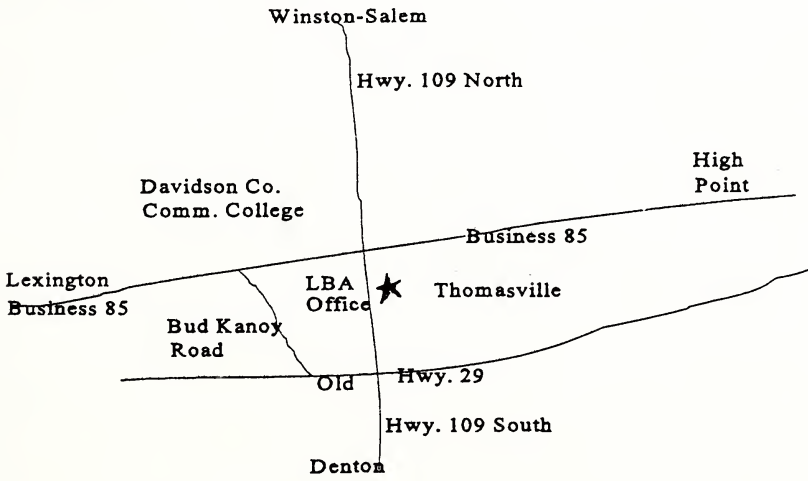 Winston-Salem
Hwy. 109 North
High
Point
Davidson Co.
Comm. College
Business 85
Lexington
Business 85
LBA
Office
Thomasville
Bud Kanoy
Road
Old Hwy. 29
Hwy. 109 South
Denton